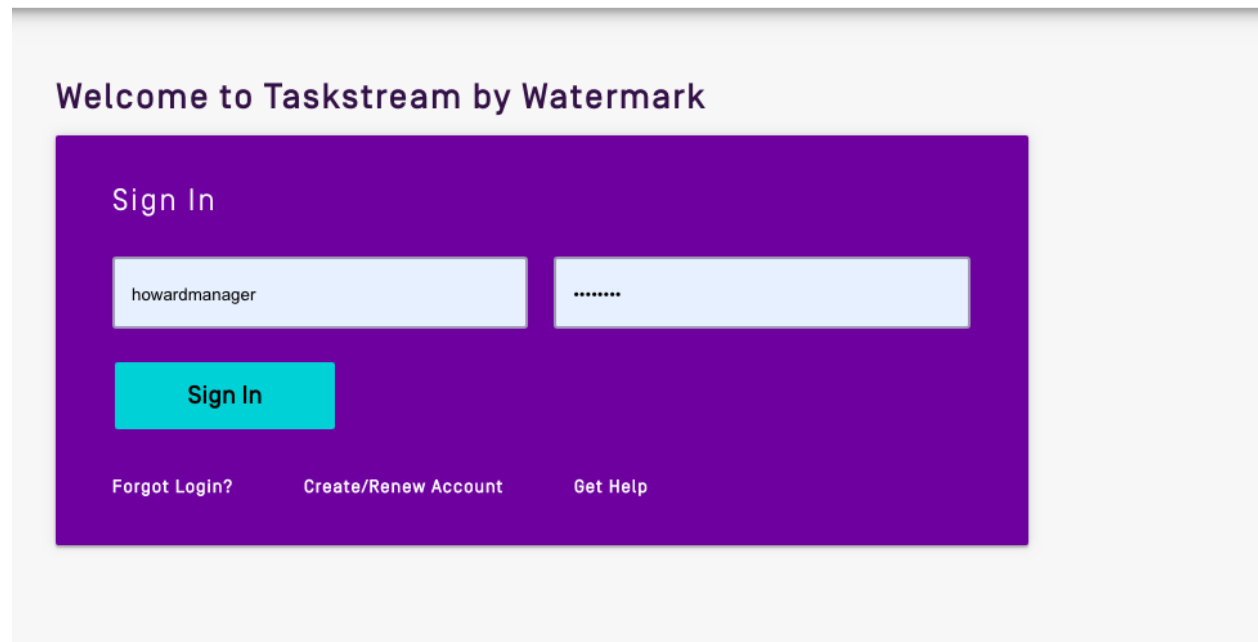 Welcome to Taskstream by Watermark
Sign In
howardmanager ••••••••
Sign In
Forgot Login? Create/Renew Account Get Help